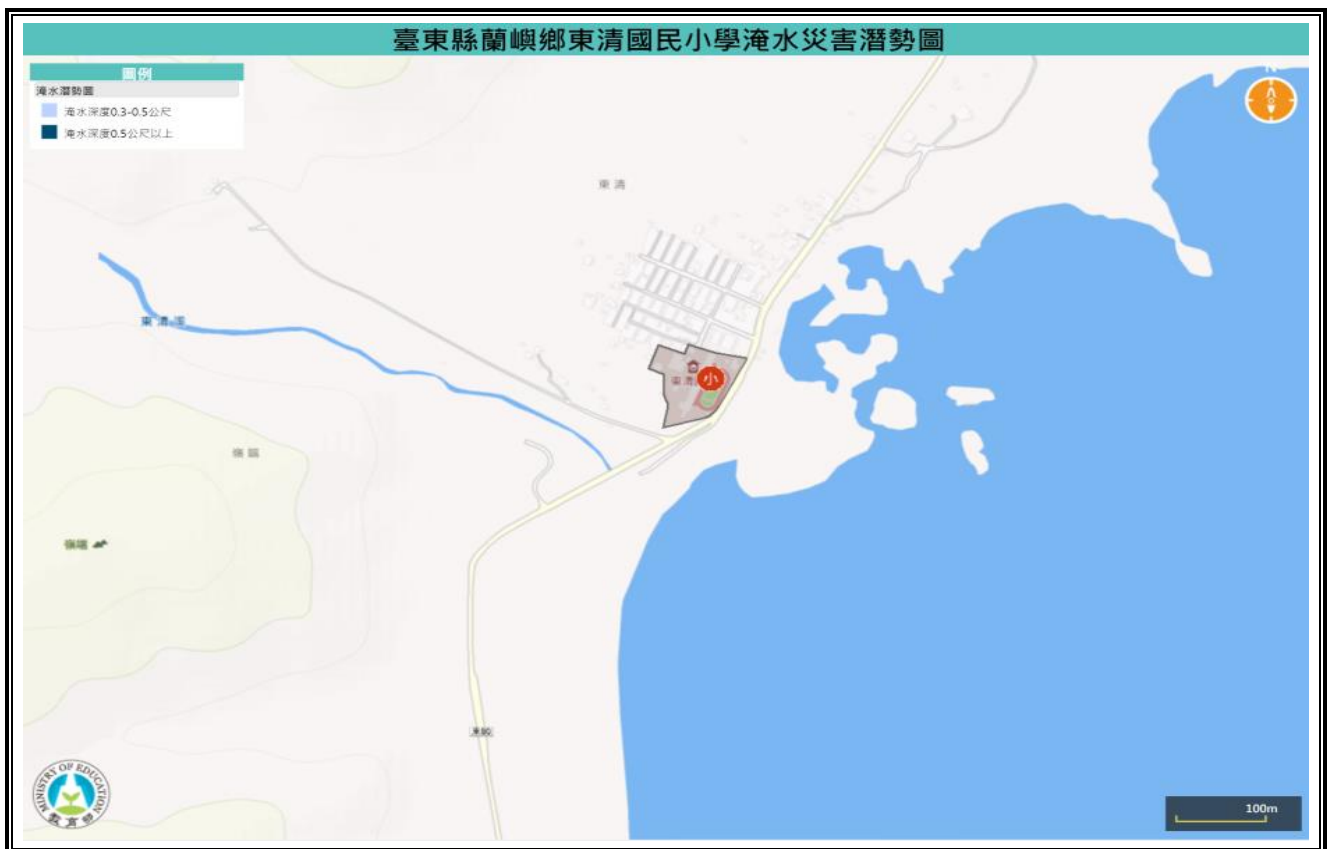 臺東縣蘭嶼鄉東清國民小學淹水災害潛勢圖
圖例
淹水潛勢圖
淹水深度0.3-0.5公尺
淹水深度0.5公尺以上
N
東清
東清
小
嶺端
MINISTRY OF EDUCATION
教育部
100m